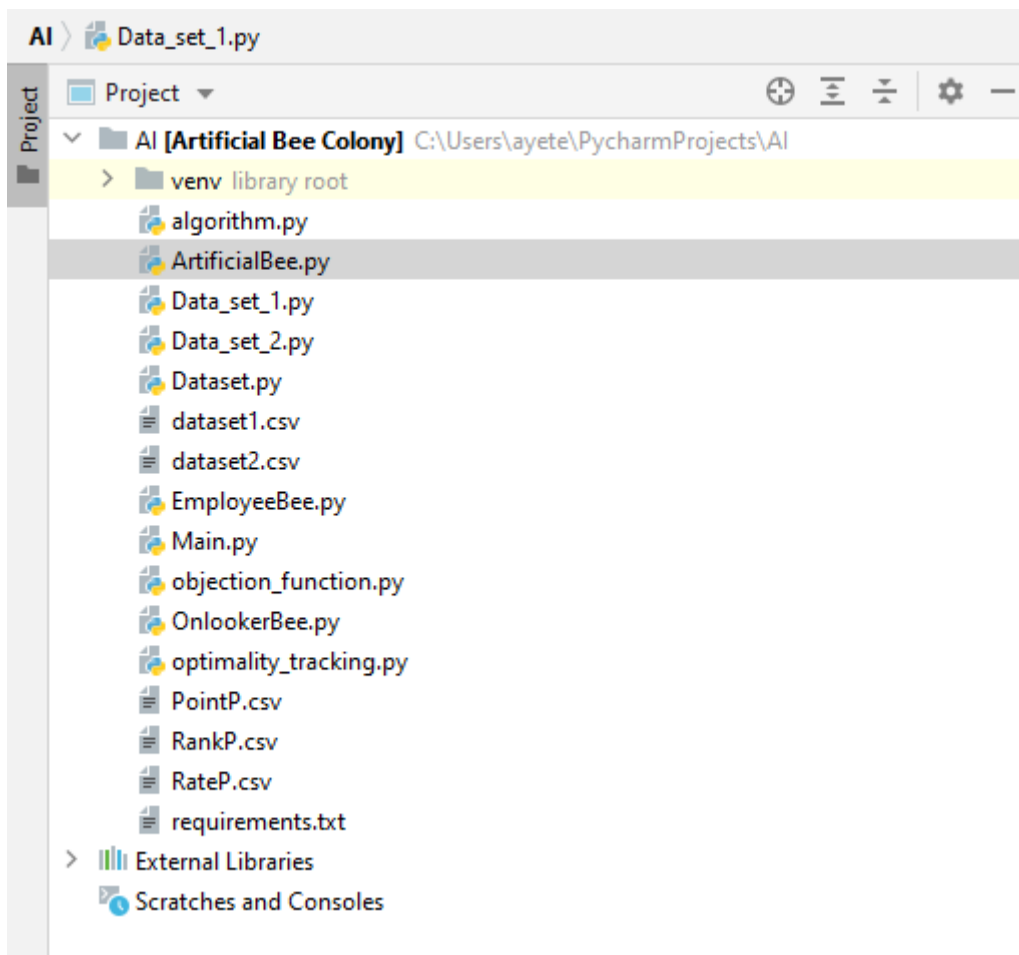 AI Data_set_1.py
Project
Project
AI [Artificial Bee Colony] C:\Users\ayete\PycharmProjects\AI
venv library root
algorithm.py
ArtificialBee.py
Data_set_1.py
Data_set_2.py
Dataset.py
dataset1.csv
dataset2.csv
EmployeeBee.py
Main.py
objection_function.py
OnlookerBee.py
optimality_tracking.py
PointP.csv
RankP.csv
RateP.csv
requirements.txt
External Libraries
Scratches and Consoles